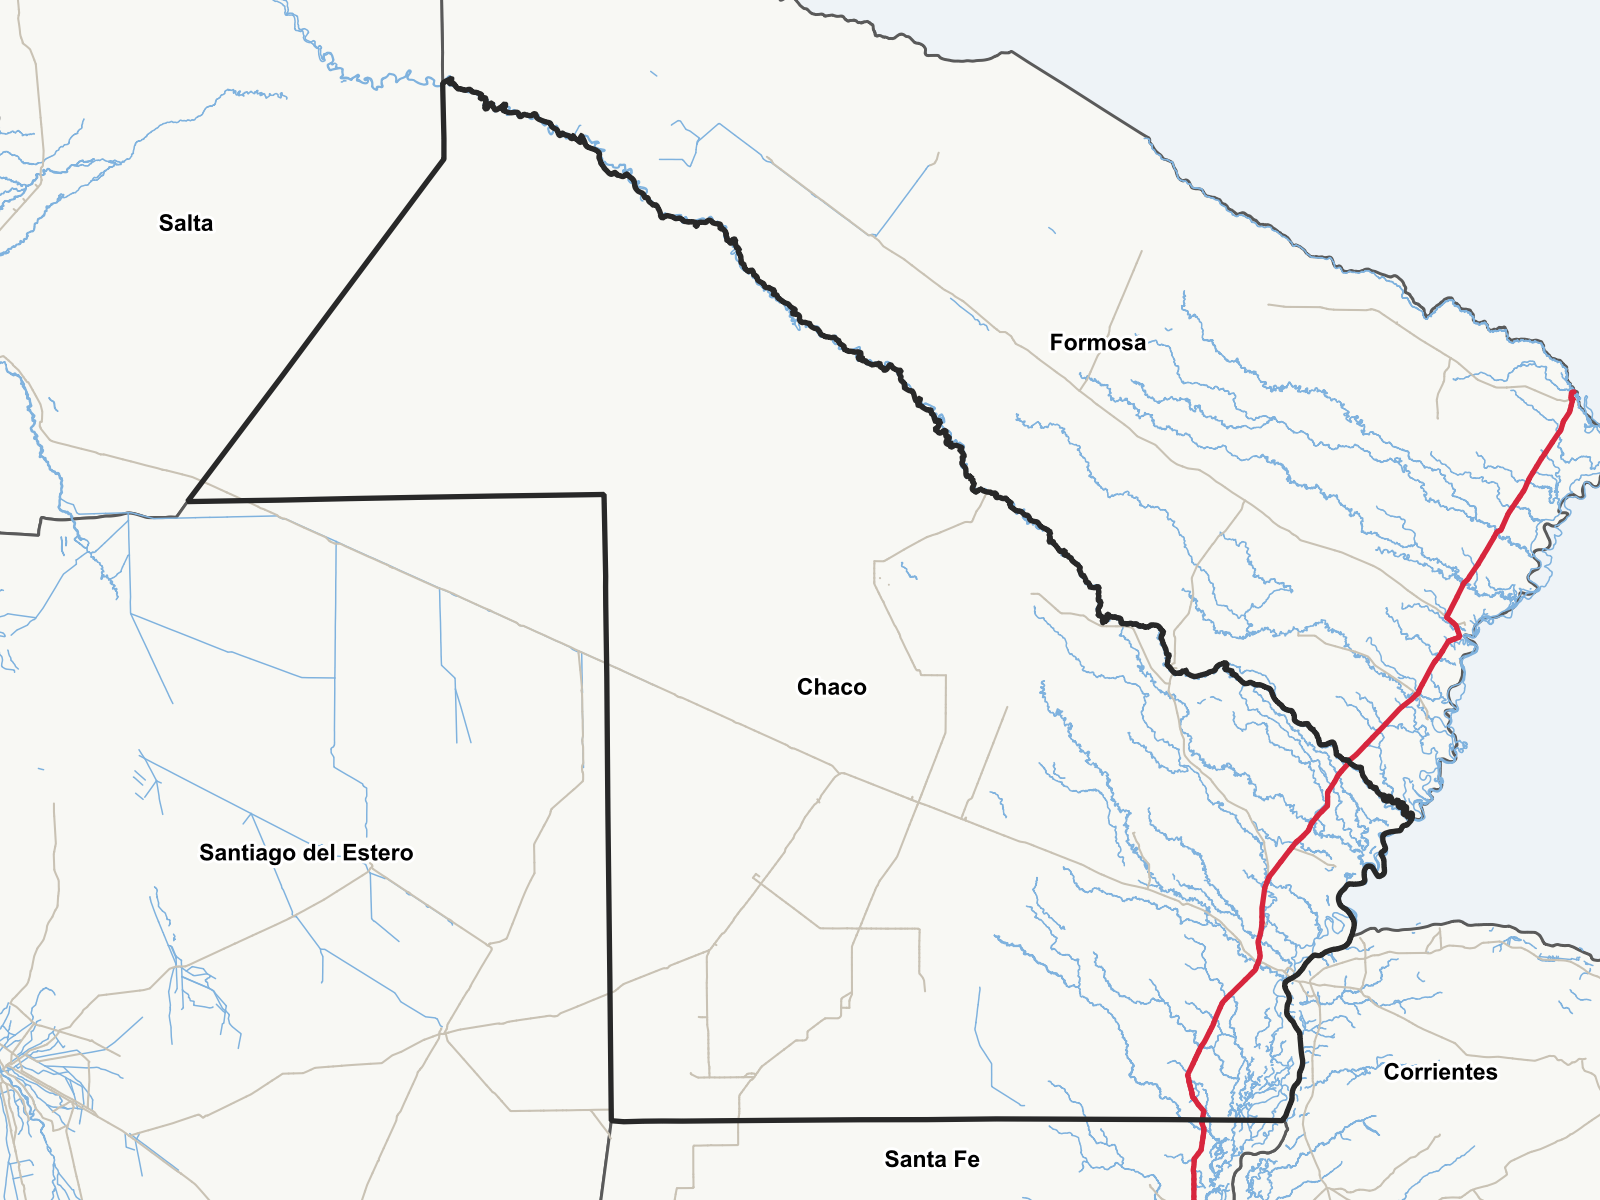 Salta
Formosa
Chaco
Santiago del Estero
Corrientes
Santa Fe